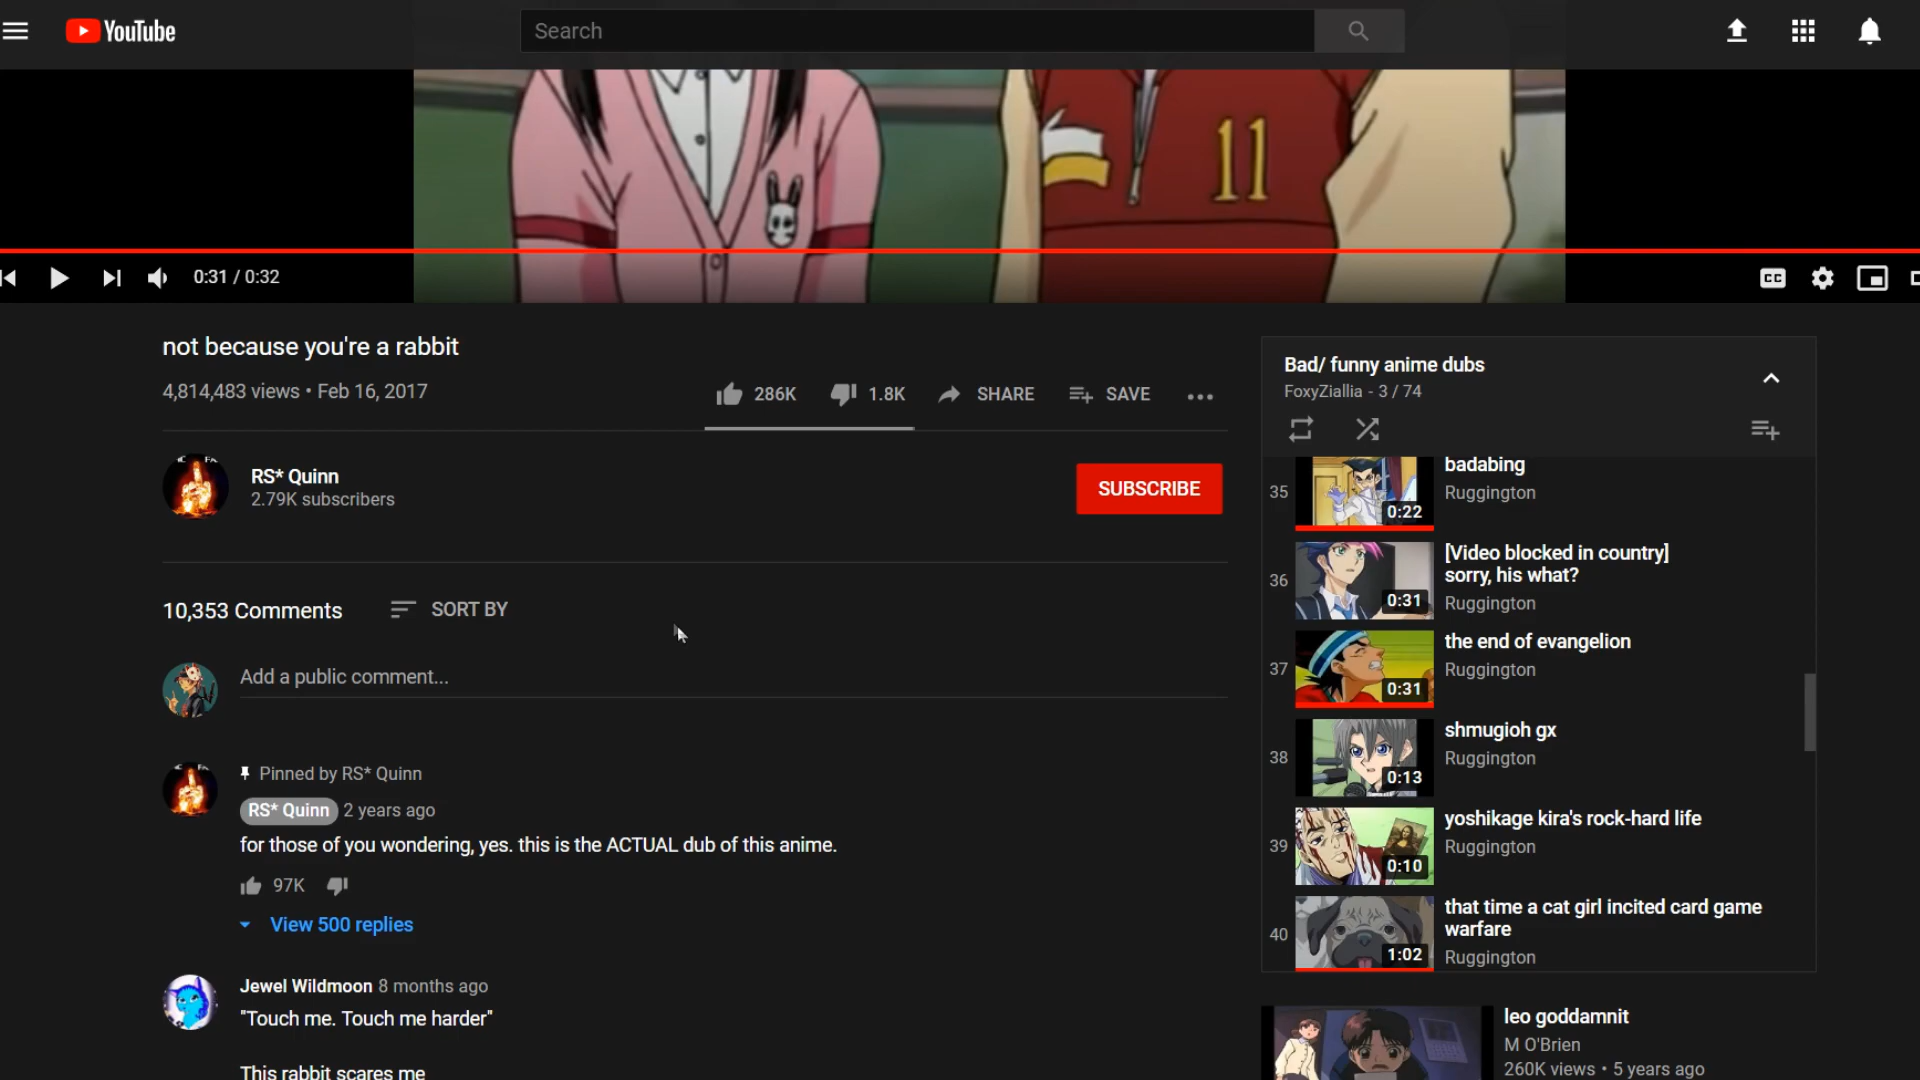 YouTube
Search
11
0:31 / 0:32
CC
not because you're a rabbit
4,814,483 views • Feb 16, 2017
286K
1.8K
SHARE
SAVE
RS* Quinn
2.79K subscribers
SUBSCRIBE
10,353 Comments
SORT BY
Add a public comment...
Pinned by RS* Quinn
RS* Quinn 2 years ago
for those of you wondering, yes. this is the ACTUAL dub of this anime.
97K
View 500 replies
Jewel Wildmoon 8 months ago
"Touch me. Touch me harder"
This rabbit scares me
Bad/ funny anime dubs
FoxyZiallia - 3 / 74
35
0:22
badabing
Ruggington
36
0:31
[Video blocked in country]
sorry, his what?
Ruggington
37
0:31
the end of evangelion
Ruggington
38
0:13
shmugioh gx
Ruggington
39
0:10
yoshikage kira's rock-hard life
Ruggington
40
1:02
that time a cat girl incited card game
warfare
Ruggington
leo goddamnit
M O'Brien
260K views • 5 years ago